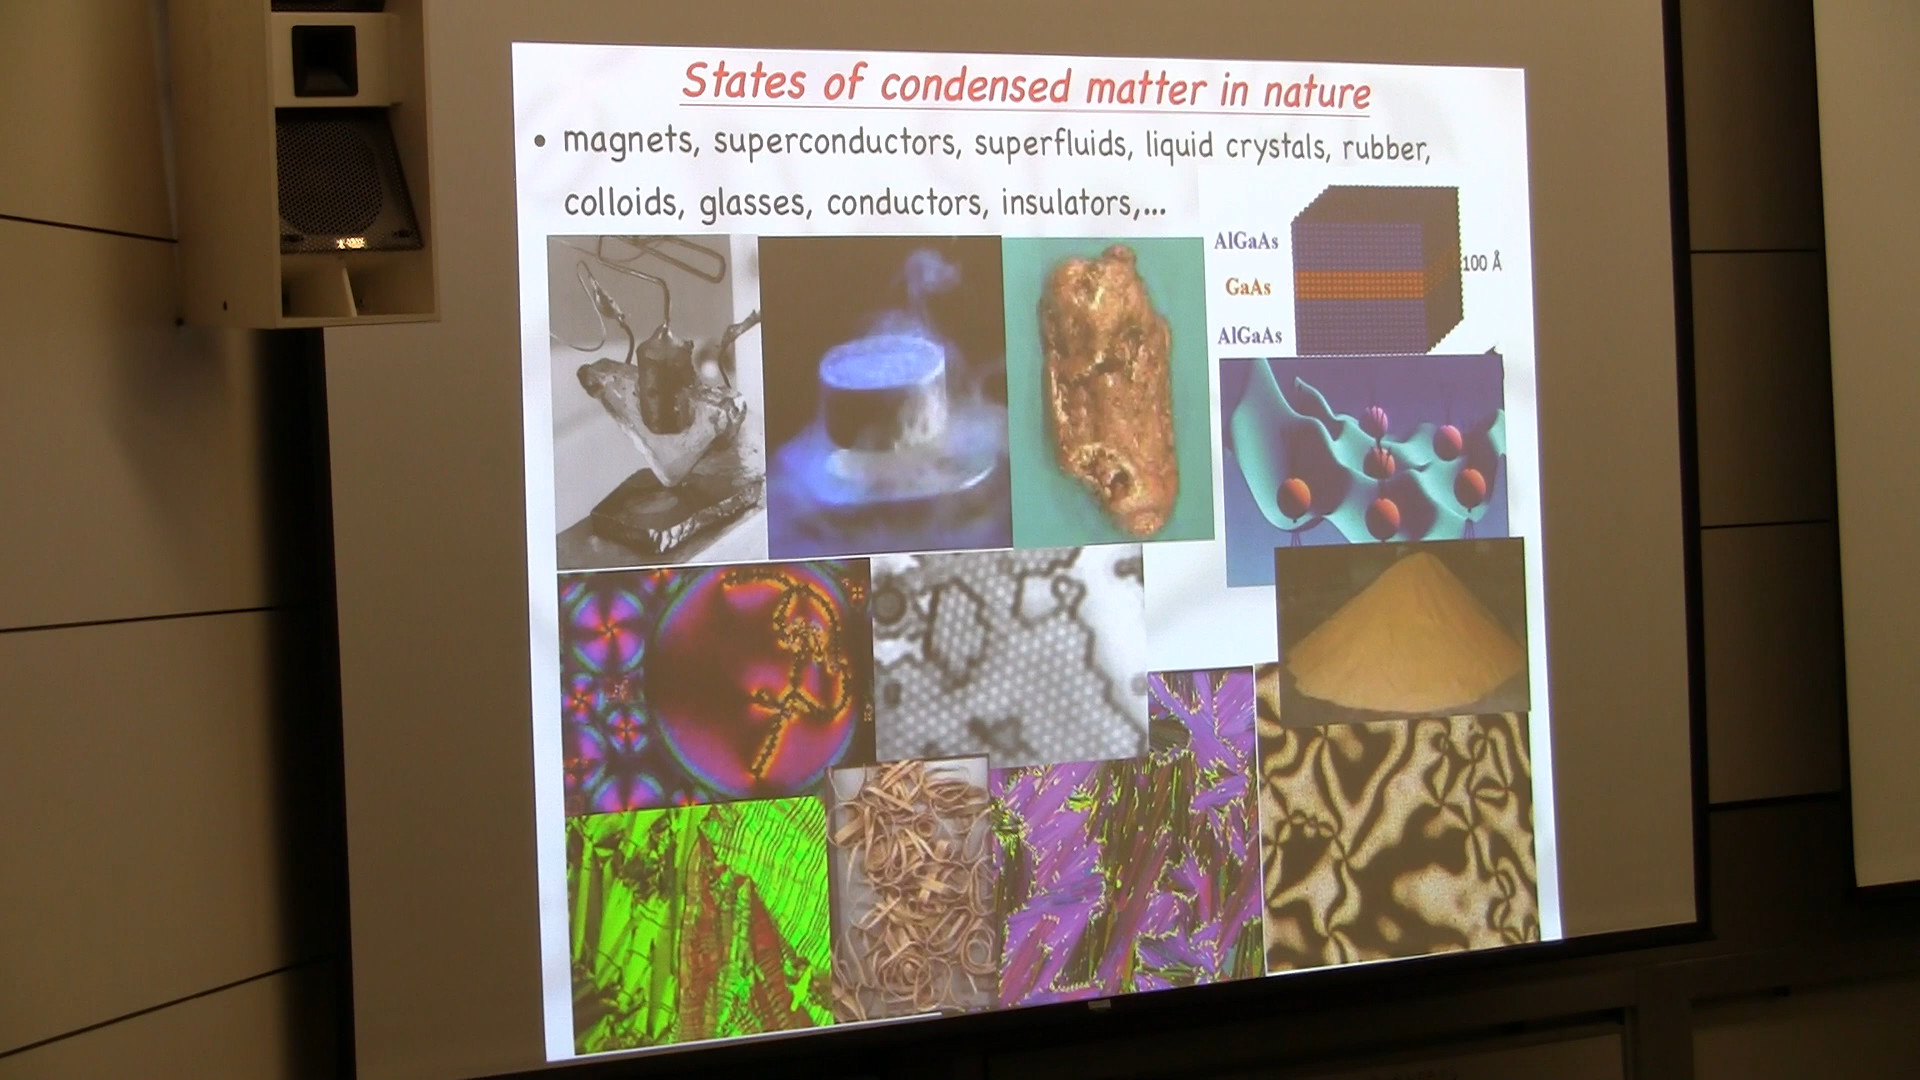 States of condensed matter in nature
• magnets, superconductors, superfluids, liquid crystals, rubber,
colloids, glasses, conductors, insulators,...
AlGaAs
100 Å
GaAs
AlGaAs